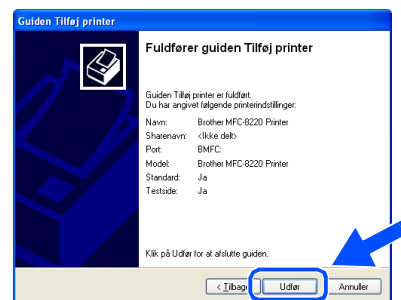 Guiden Tilføj printer
Fuldfører guiden Tilføj printer
Guiden Tilføj printer er fuldført.
Du har angivet følgende printerindstillinger:
Navn: Brother MFC-8220 Printer
Sharenavn: <Ikke delt>
Port: BMFC:
Model: Brother MFC-8220 Printer
Standard: Ja
Testside: Ja
Klik på Udfør for at afslutte guiden.
< Tilbage Udfør Annuller